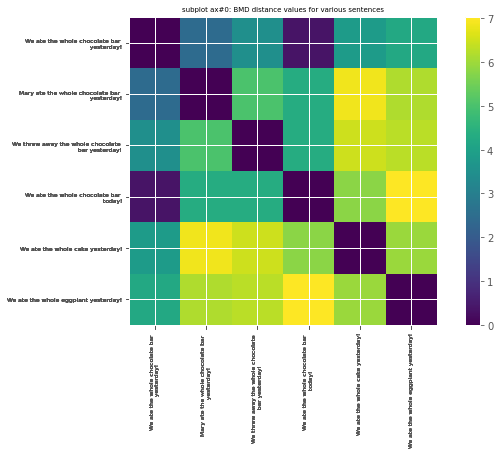 subplot ax#0: BMD distance values for various sentences
We ate the whole chocolate bar
yesterday!
Mary ate the whole chocolate bar
yesterday!
We threw away the whole chocolate
bar yesterday!
We ate the whole chocolate bar
today!
We ate the whole cake yesterday!
We ate the whole eggplant yesterday!
7
6
5
4
3
2
1
0
We ate the whole chocolate bar
yesterday!
Mary ate the whole chocolate bar
yesterday!
We threw away the whole chocolate
bar yesterday!
We ate the whole chocolate bar
today!
We ate the whole cake yesterday!
We ate the whole eggplant yesterday!